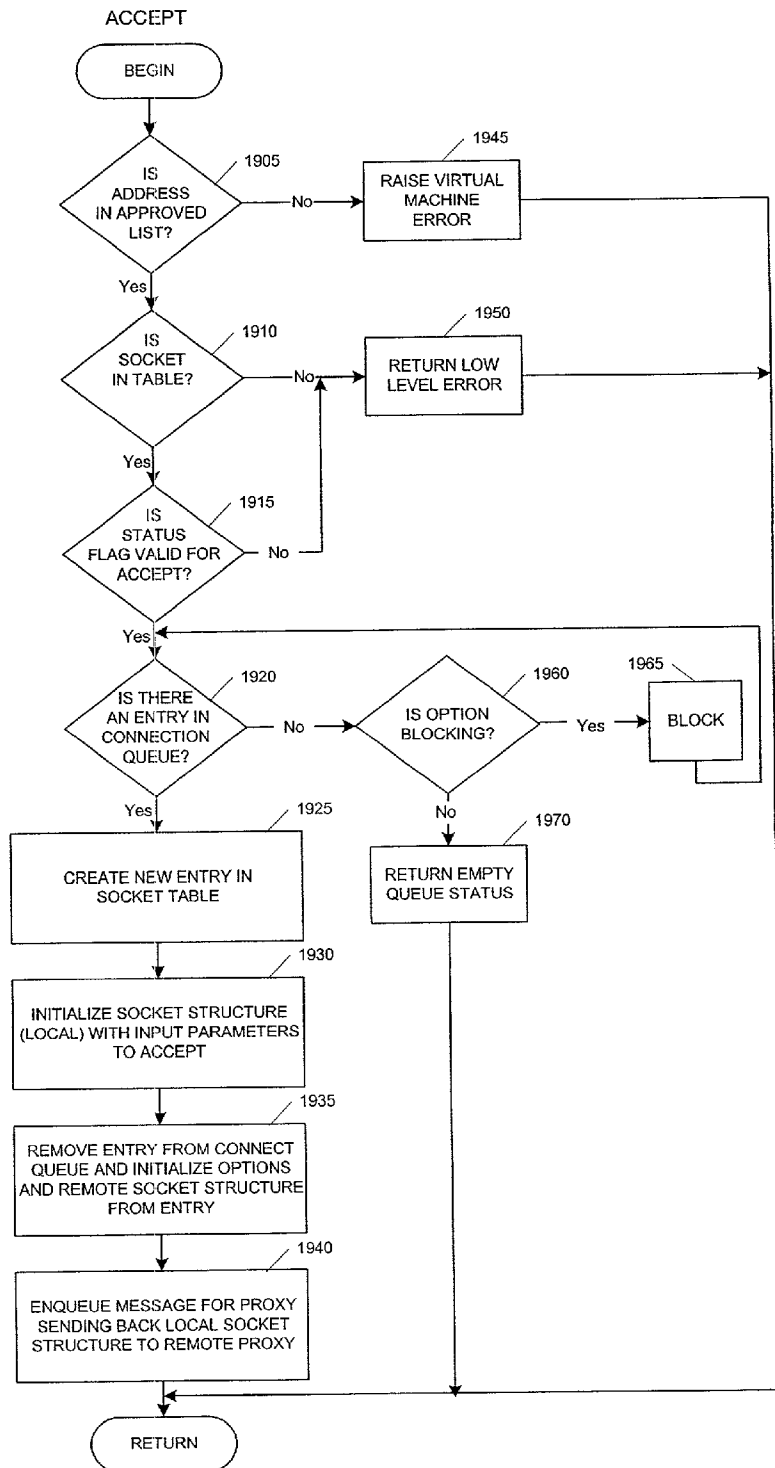 ACCEPT
BEGIN
1905
IS
ADDRESS
IN APPROVED
LIST?
No
1945
RAISE VIRTUAL
MACHINE
ERROR
Yes
1910
IS
SOCKET
IN TABLE?
No
1950
RETURN LOW
LEVEL ERROR
Yes
1915
IS
STATUS
FLAG VALID FOR
ACCEPT?
No
Yes
1920
IS THERE
AN ENTRY IN
CONNECTION
QUEUE?
No
1960
IS OPTION
BLOCKING?
Yes
1965
BLOCK
Yes
No
1925
CREATE NEW ENTRY IN
SOCKET TABLE
1970
RETURN EMPTY
QUEUE STATUS
1930
INITIALIZE SOCKET STRUCTURE
(LOCAL) WITH INPUT PARAMETERS
TO ACCEPT
1935
REMOVE ENTRY FROM CONNECT
QUEUE AND INITIALIZE OPTIONS
AND REMOTE SOCKET STRUCTURE
FROM ENTRY
1940
ENQUEUE MESSAGE FOR PROXY
SENDING BACK LOCAL SOCKET
STRUCTURE TO REMOTE PROXY
RETURN